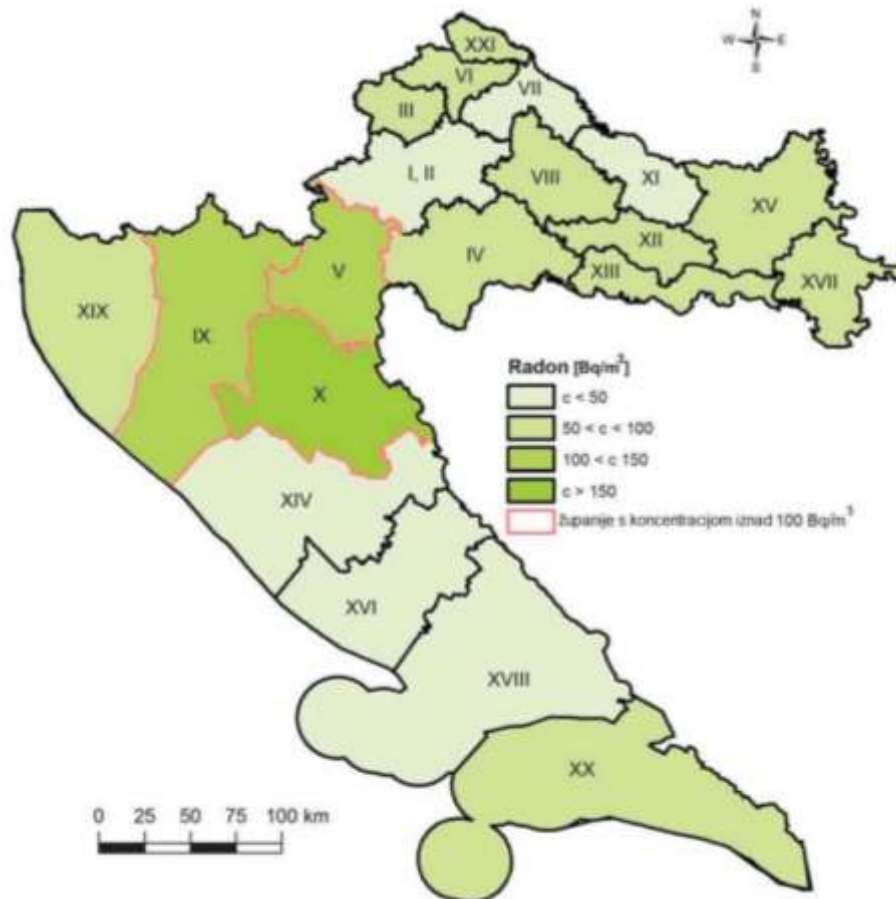 N
W E
S
XXI
VI
VII
III
I, II
VIII
XI
XV
XII
IV
XIII
XVII
V
XIX
IX
X
Radon [Bq/m³]
c < 50
50 < c < 100
100 < c 150
c > 150
županije s koncentracijom iznad 100 Bq/m³
XIV
XVI
XVIII
XX
0 25 50 75 100 km